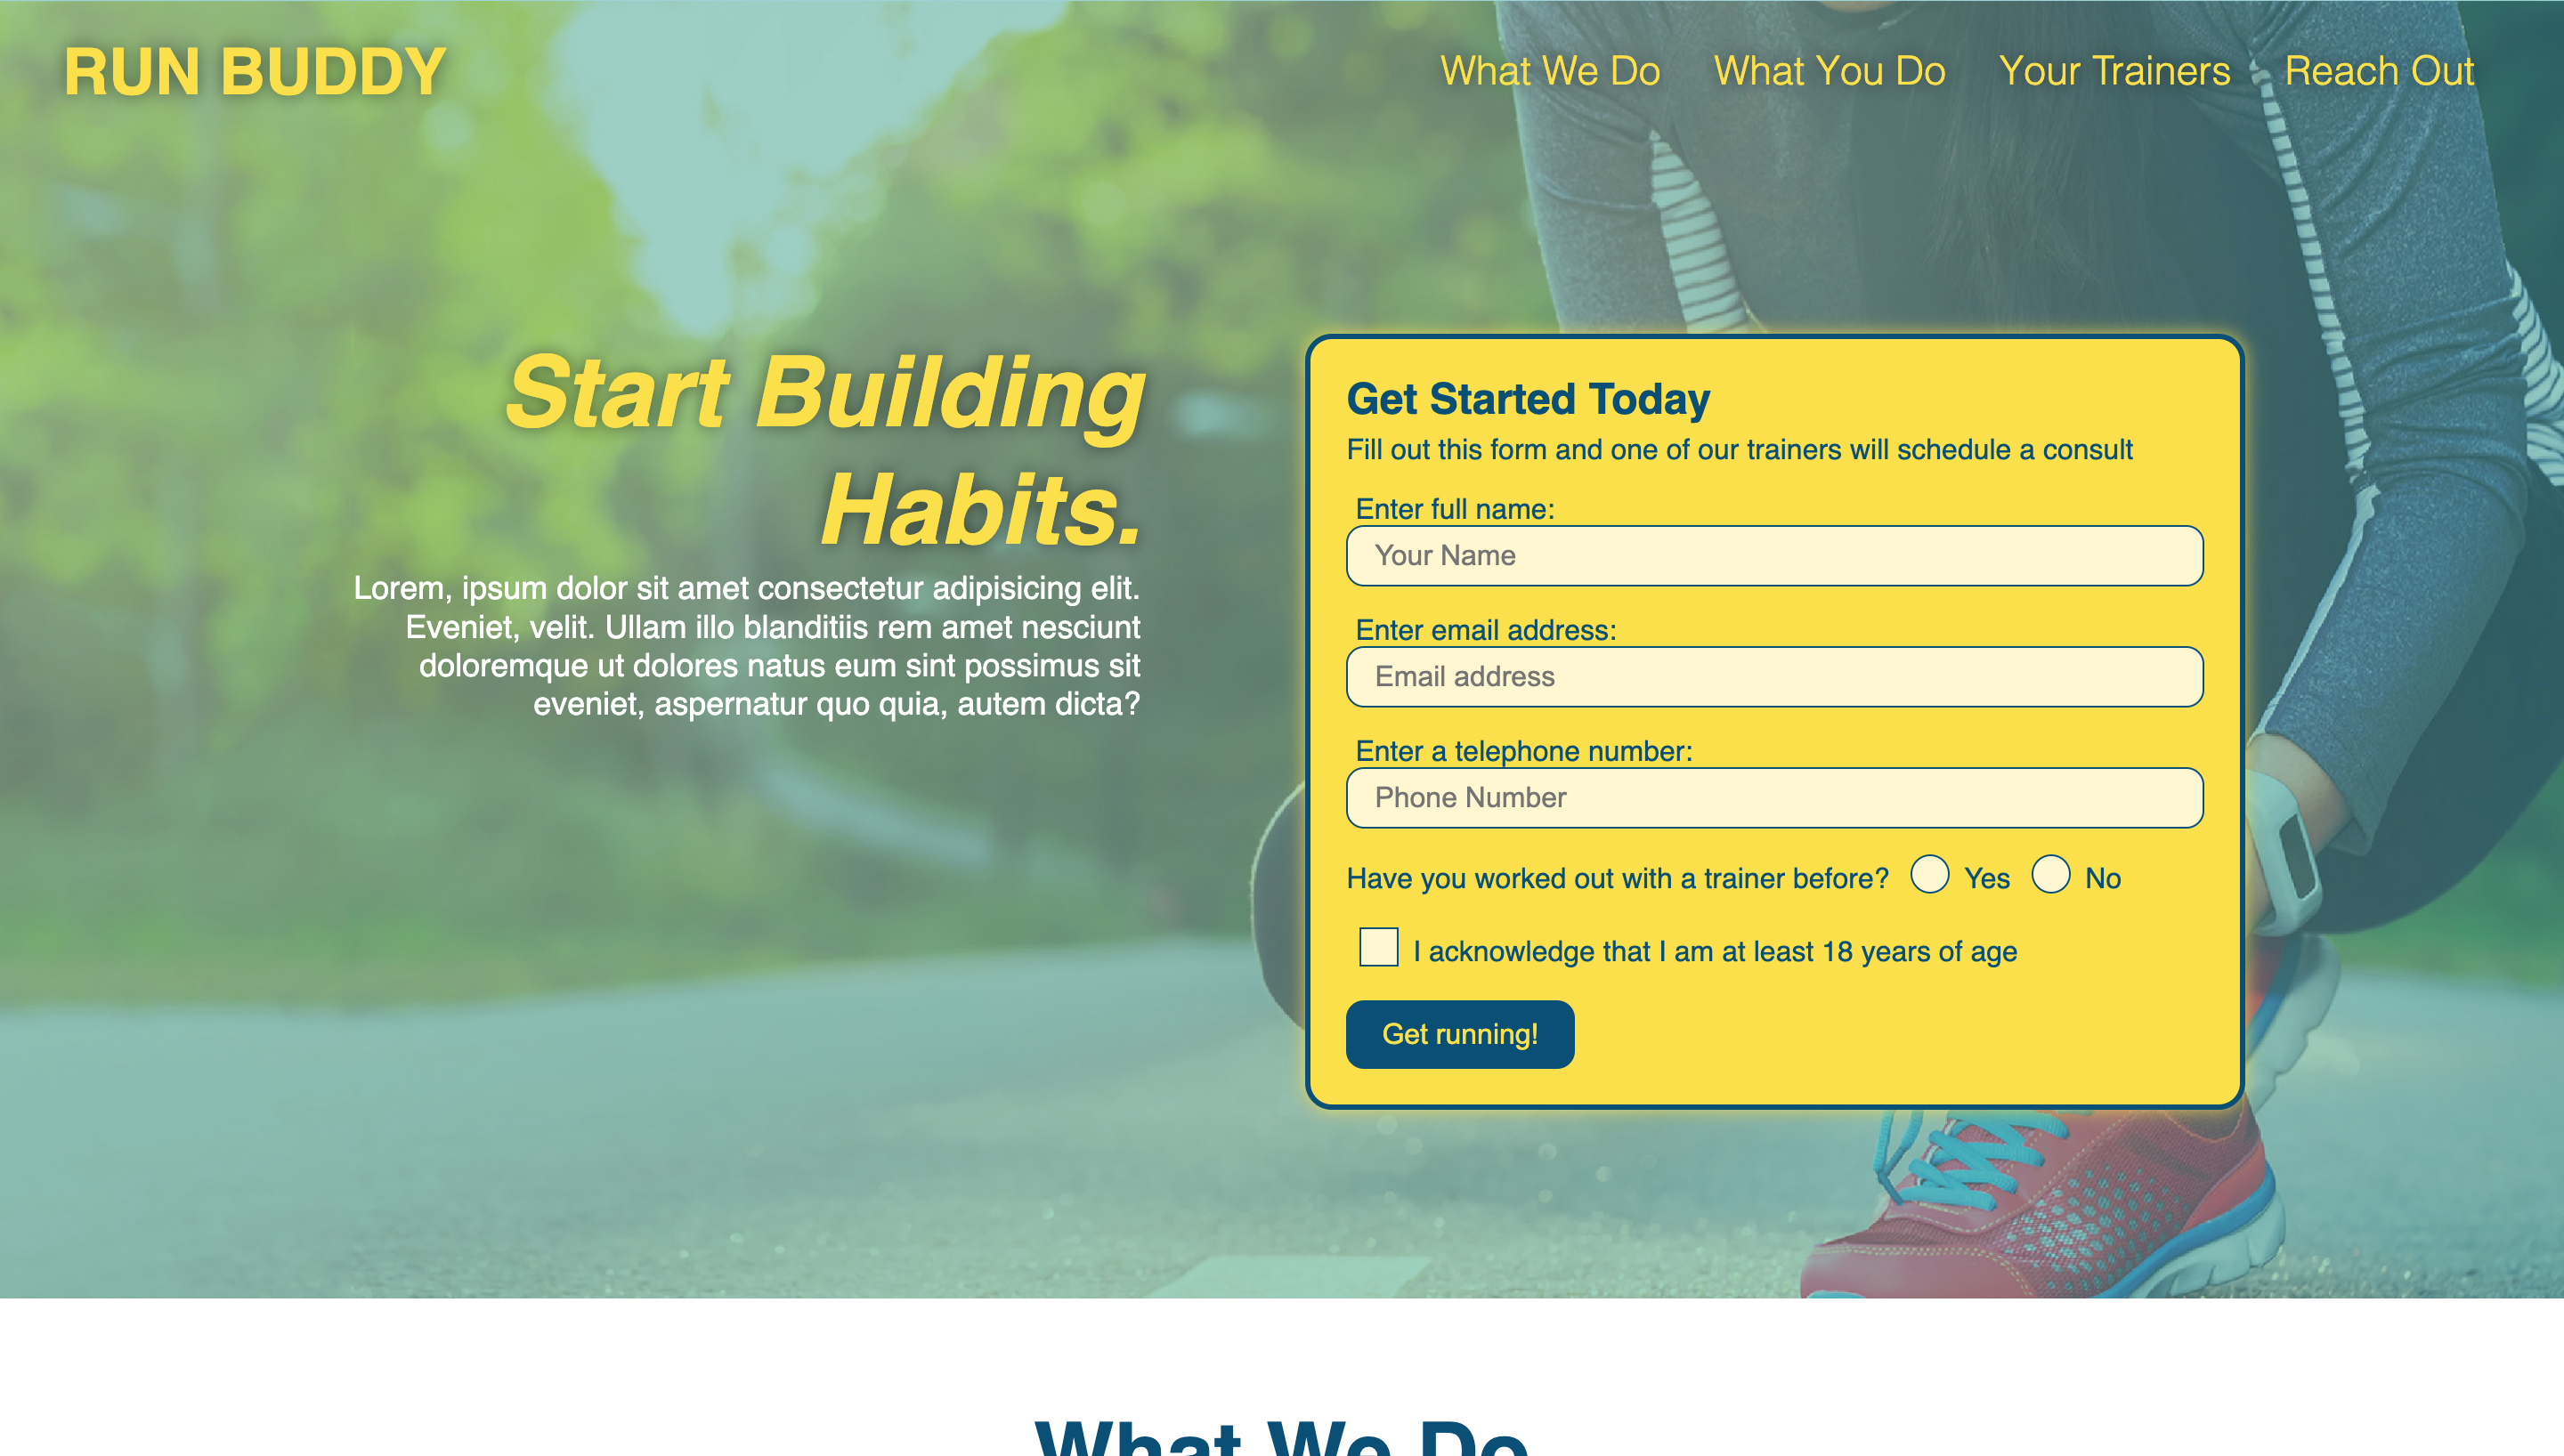 RUN BUDDY
What We Do
What You Do
Your Trainers
Reach Out
Start Building
Habits.
Lorem, ipsum dolor sit amet consectetur adipisicing elit.
Eveniet, velit. Ullam illo blanditiis rem amet nesciunt
doloremque ut dolores natus eum sint possimus sit
eveniet, aspernatur quo quia, autem dicta?
Get Started Today
Fill out this form and one of our trainers will schedule a consult
Enter full name:
Your Name
Enter email address:
Email address
Enter a telephone number:
Phone Number
Have you worked out with a trainer before? Yes No
I acknowledge that I am at least 18 years of age
Get running!
What We Do